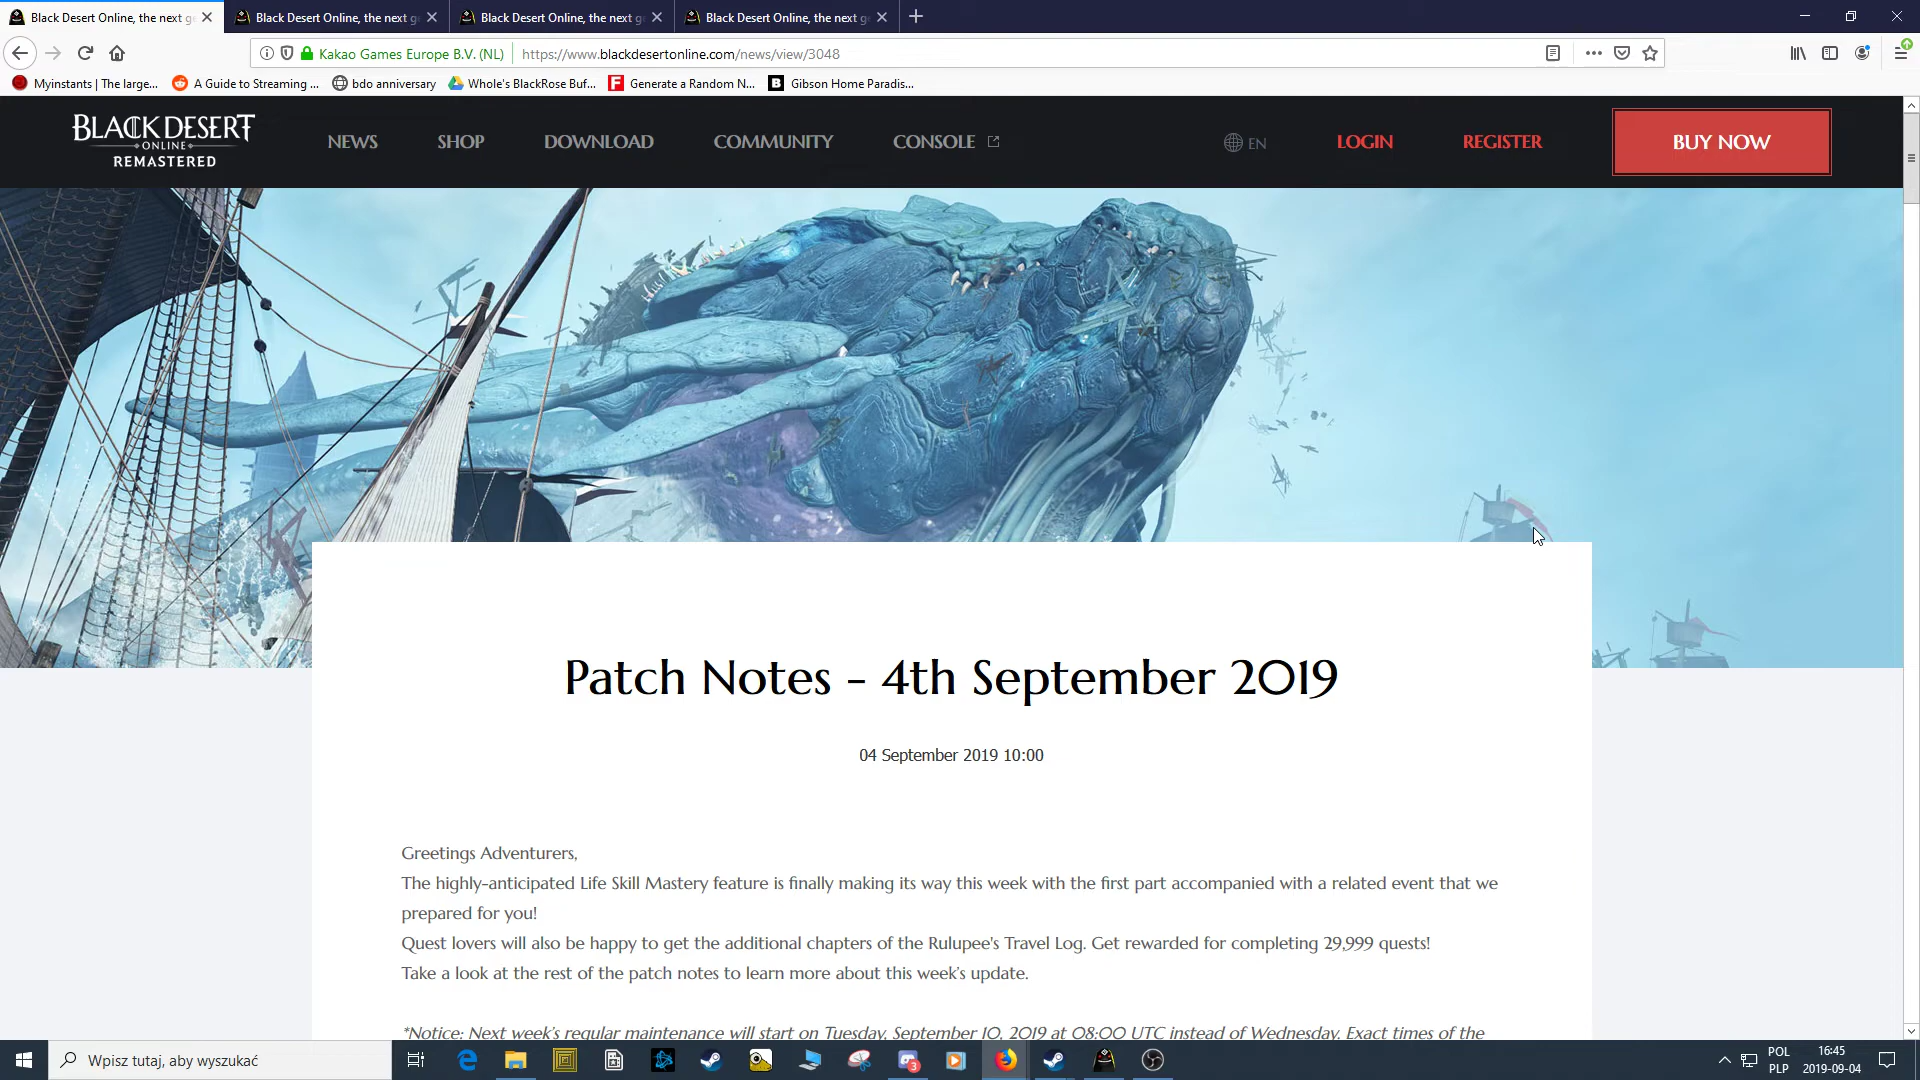 Black Desert Online, the next g
Black Desert Online, the next g
Black Desert Online, the next g
Black Desert Online, the next g
Kakao Games Europe B.V. (NL)
https://www.blackdesertonline.com/news/view/3048
Myinstants | The large...
A Guide to Streaming ...
bdo anniversary
Whole's BlackRose Buf...
Generate a Random N...
Gibson Home Paradis...
BLACK DESERT
ONLINE
REMASTERED
NEWS
SHOP
DOWNLOAD
COMMUNITY
CONSOLE
EN
LOGIN
REGISTER
BUY NOW
Patch Notes - 4th September 2019
04 September 2019 10:00
Greetings Adventurers,
The highly-anticipated Life Skill Mastery feature is finally making its way this week with the first part accompanied with a related event that we
prepared for you!
Quest lovers will also be happy to get the additional chapters of the Rulupee's Travel Log. Get rewarded for completing 29,999 quests!
Take a look at the rest of the patch notes to learn more about this week's update.
*Notice: Next week's regular maintenance will start on Tuesday, September 10, 2019 at 08:00 UTC instead of Wednesday. Exact times of the
Wpisz tutaj, aby wyszukać
3
POL
PLP
16:45
2019-09-04